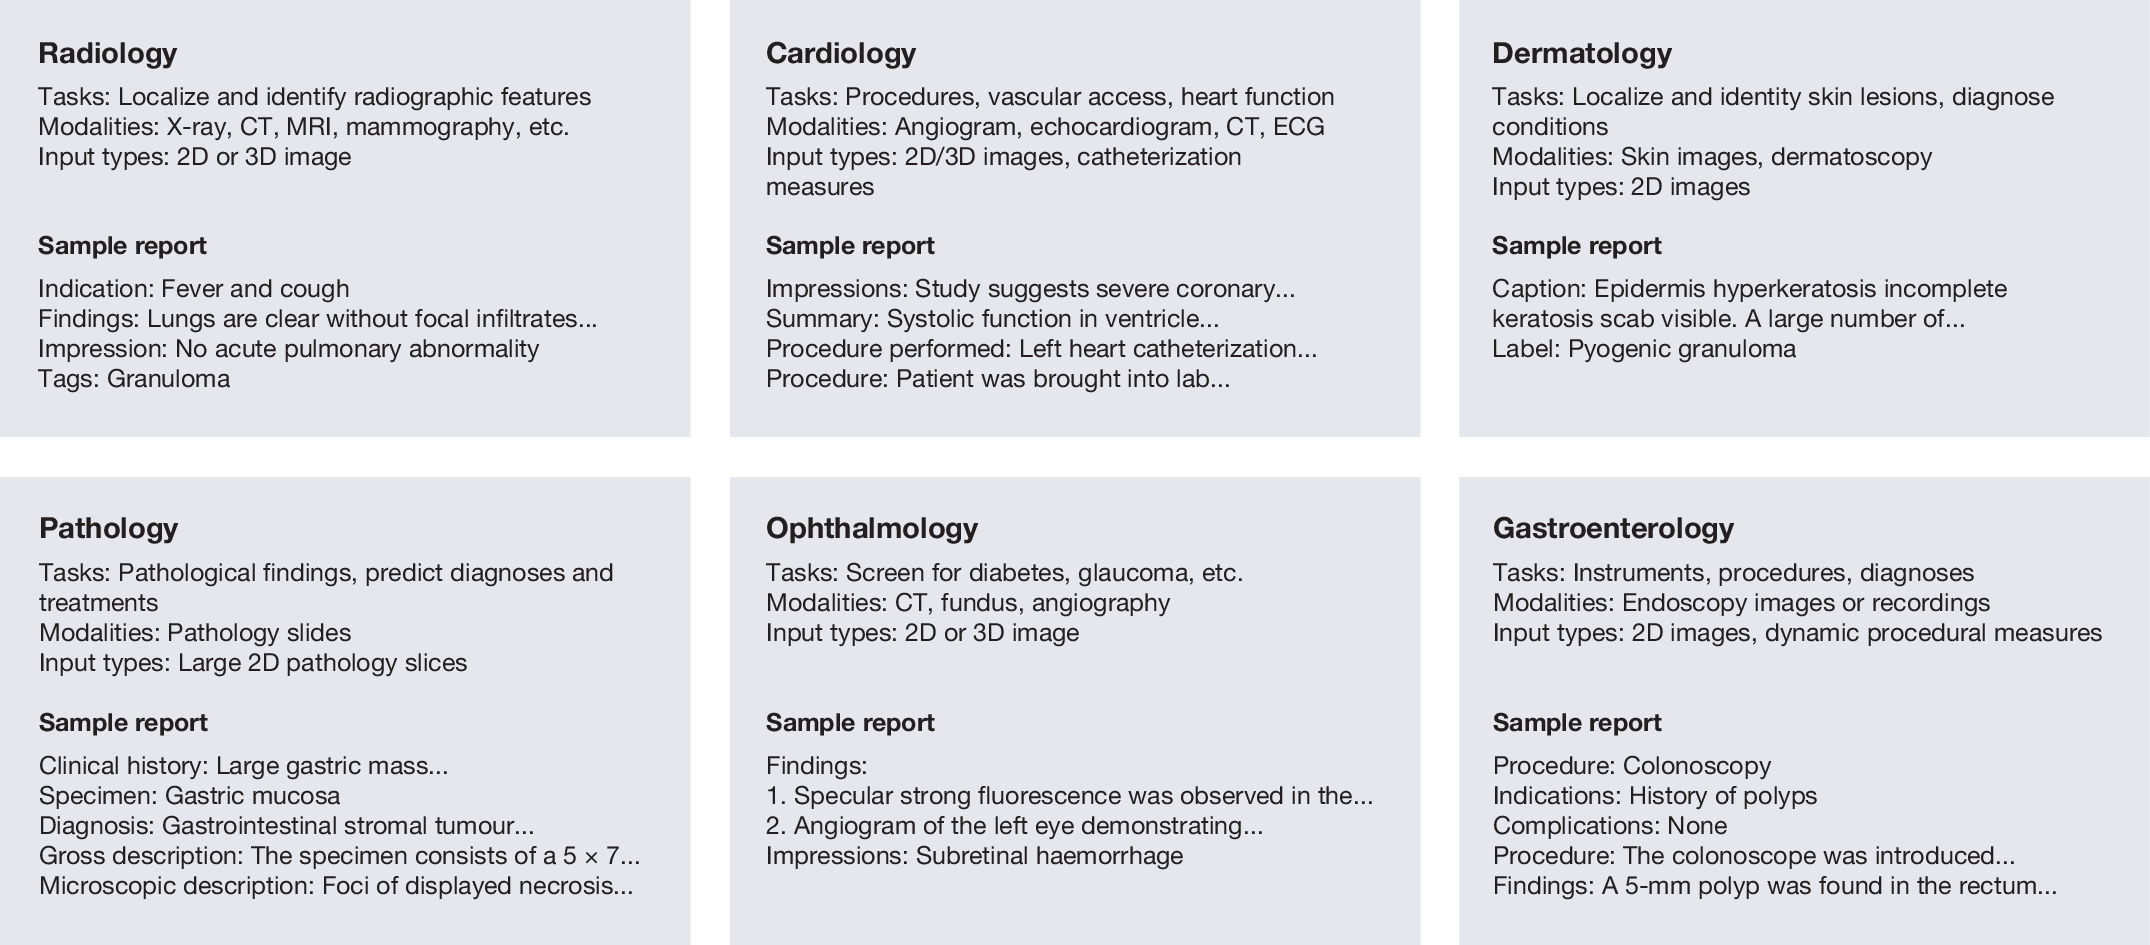 Radiology
Tasks: Localize and identify radiographic features
Modalities: X-ray, CT, MRI, mammography, etc.
Input types: 2D or 3D image
Sample report
Indication: Fever and cough
Findings: Lungs are clear without focal infiltrates...
Impression: No acute pulmonary abnormality
Tags: Granuloma
Cardiology
Tasks: Procedures, vascular access, heart function
Modalities: Angiogram, echocardiogram, CT, ECG
Input types: 2D/3D images, catheterization
measures
Sample report
Impressions: Study suggests severe coronary...
Summary: Systolic function in ventricle...
Procedure performed: Left heart catheterization...
Procedure: Patient was brought into lab...
Dermatology
Tasks: Localize and identity skin lesions, diagnose
conditions
Modalities: Skin images, dermatoscopy
Input types: 2D images
Sample report
Caption: Epidermis hyperkeratosis incomplete
keratosis scab visible. A large number of...
Label: Pyogenic granuloma
Pathology
Tasks: Pathological findings, predict diagnoses and
treatments
Modalities: Pathology slides
Input types: Large 2D pathology slices
Sample report
Clinical history: Large gastric mass...
Specimen: Gastric mucosa
Diagnosis: Gastrointestinal stromal tumour...
Gross description: The specimen consists of a 5 × 7...
Microscopic description: Foci of displayed necrosis...
Ophthalmology
Tasks: Screen for diabetes, glaucoma, etc.
Modalities: CT, fundus, angiography
Input types: 2D or 3D image
Sample report
Findings:
1. Specular strong fluorescence was observed in the...
2. Angiogram of the left eye demonstrating...
Impressions: Subretinal haemorrhage
Gastroenterology
Tasks: Instruments, procedures, diagnoses
Modalities: Endoscopy images or recordings
Input types: 2D images, dynamic procedural measures
Sample report
Procedure: Colonoscopy
Indications: History of polyps
Complications: None
Procedure: The colonoscope was introduced...
Findings: A 5-mm polyp was found in the rectum...